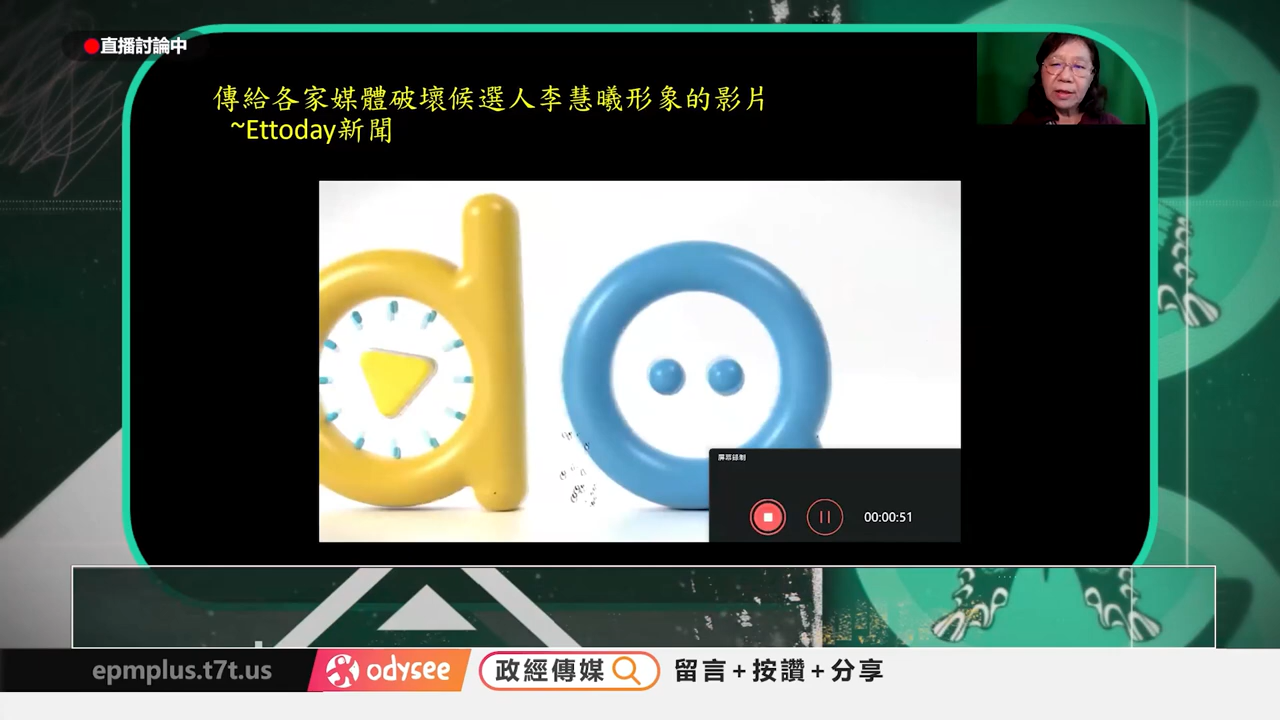 直播討論中
傳給各家媒體破壞候選人李慧曦形象的影片
~Ettoday新聞
屏幕錄制
00:00:51
epmplus.t7t.us
odysee
政經傳媒
留言+按讚+分享